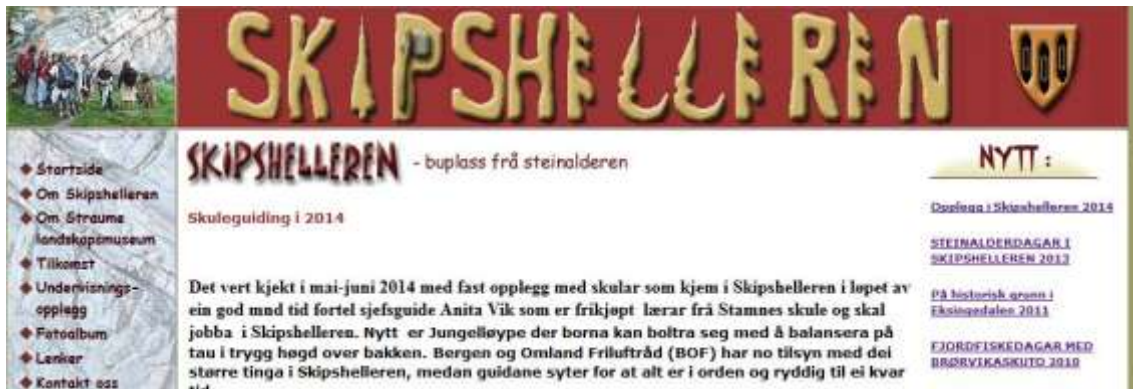 SKIPSHELLEREN
Startside
Om Skipshelleren
Om Straume
landskapsmuseum
Tilkomst
Undervisnings-
opplegg
Fotoalbum
Lenker
Kontakt oss
SKIPSHELLEREN - buplass frå steinalderen
Skuleguiding i 2014
Det vert kjekt i mai-juni 2014 med fast opplegg med skular som kjem i Skipshelleren i løpet av
ein god mnd tid fortel sjefsguide Anita Vik som er frikjøpt lærar frå Stamnes skule og skal
jobba i Skipshelleren. Nytt er Jungelløype der borna kan boltra seg med å balansera på
tau i trygg høgd over bakken. Bergen og Omland Friluftråd (BOF) har no tilsyn med dei
større tinga i Skipshelleren, medan guidane syter for at alt er i orden og ryddig til ei kvar
NYTT :
Opplegg i Skipshelleren 2014
STEINALDERDAGAR I
SKIPSHELLEREN 2013
På historisk grunn i
Eksingedalen 2011
FJORDFISKEDAGAR MED
BRØRVIKASKUTO 2010